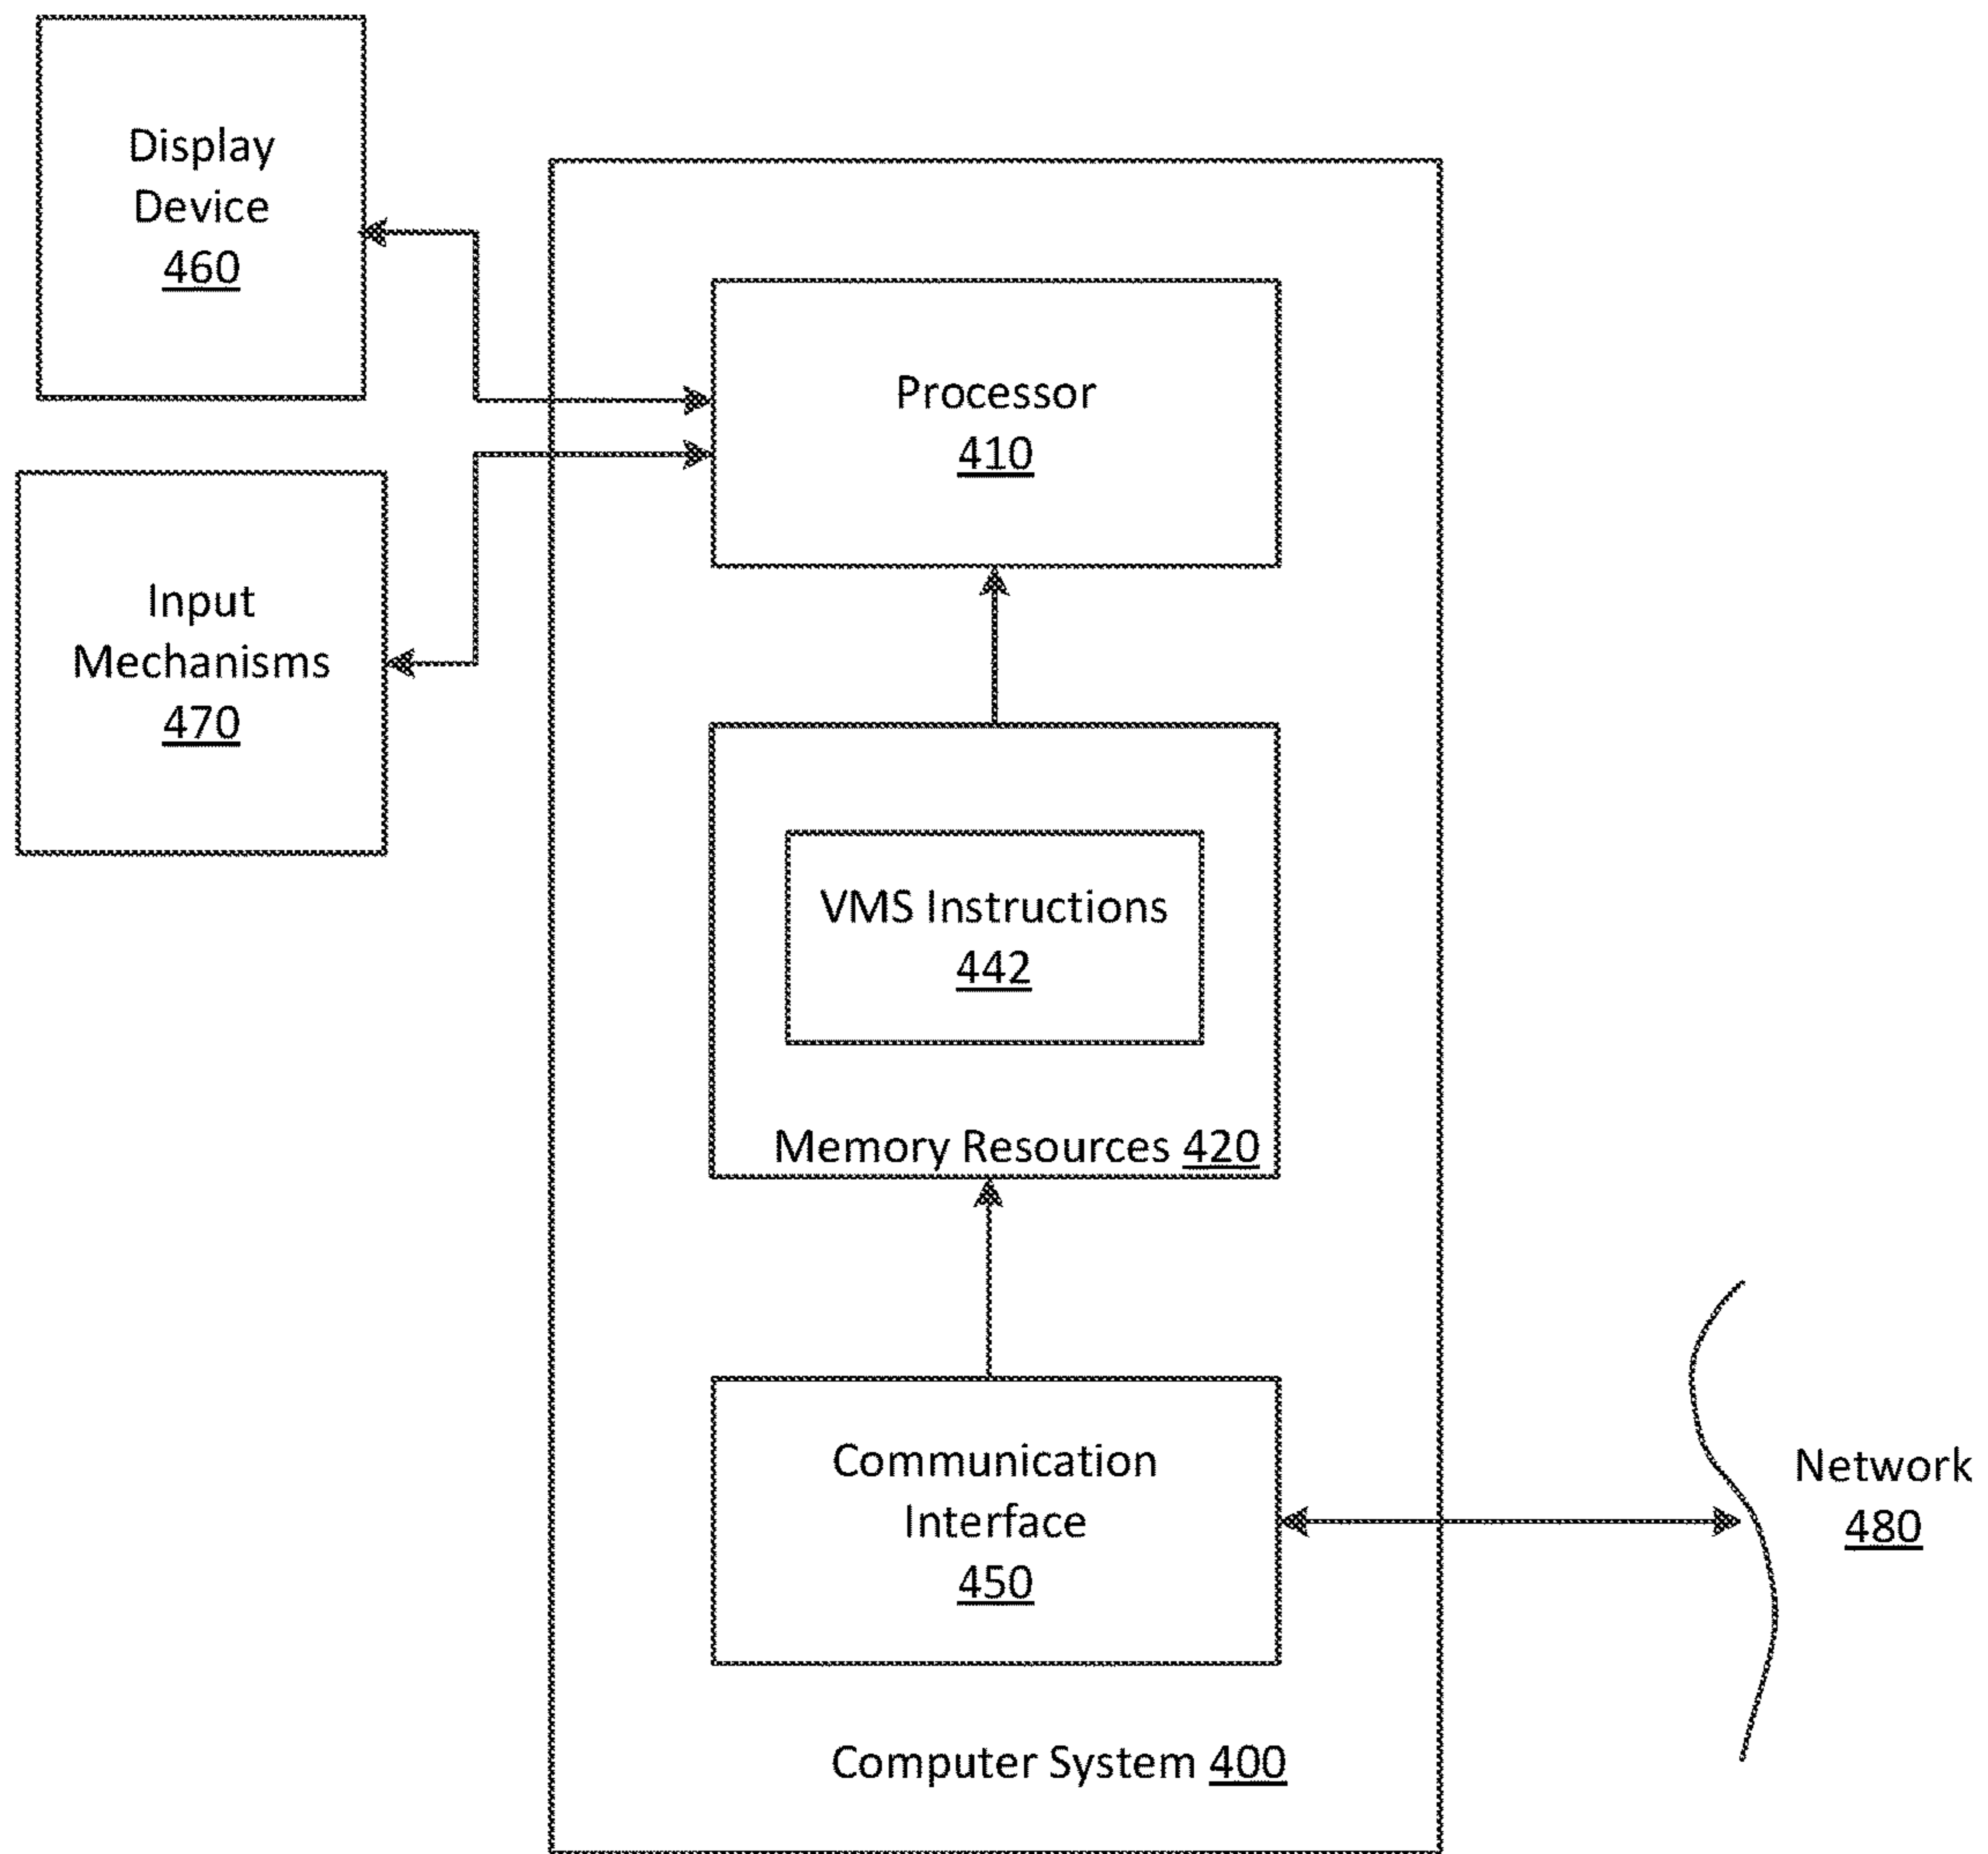 Display
Device
460
Processor
410
Input
Mechanisms
470
VMS Instructions
442
Memory Resources 420
Communication
Interface
450
Network
480
Computer System 400